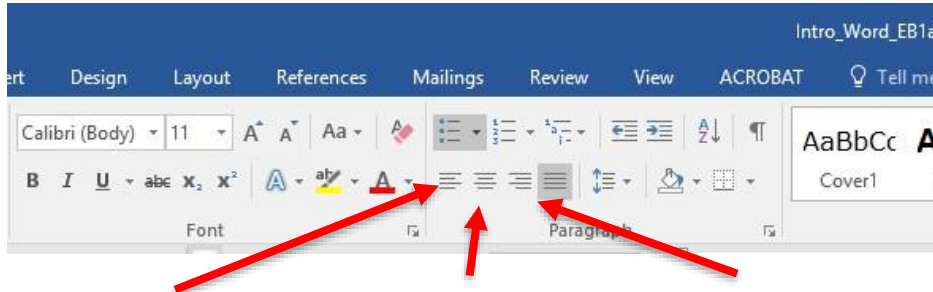 Intro_Word_EB1a
ert Design Layout References Mailings Review View ACROBAT Tell me
Calibri (Body) 11 A A Aa AaBbCc A
B I U abc X₂ X² A aby A Cover1
Font Paragraph